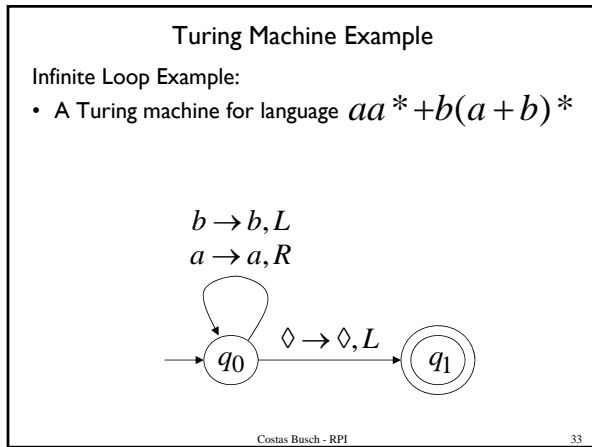 Turing Machine Example
Infinite Loop Example:
• A Turing machine for language aa*+b(a+b)*
b → b, L
a → a, R
◊ → ◊, L
q₀
q₁
Costas Busch - RPI
33